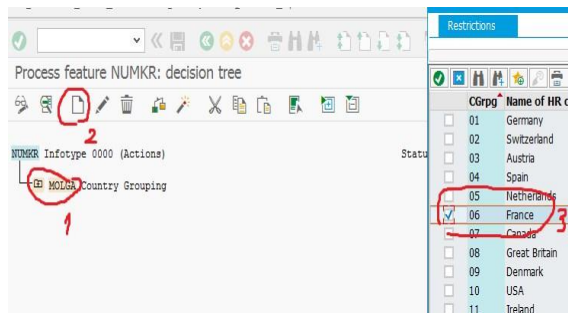 Process feature NUMKR: decision tree
2
NUMKR Infotype 0000 (Actions)
Statu
MOLGA Country Grouping
1
Restrictions
CGrpg Name of HR c
01 Germany
02 Switzerland
03 Austria
04 Spain
05 Netherlands
06 France
3
07 Canada
08 Great Britain
09 Denmark
10 USA
11 Ireland